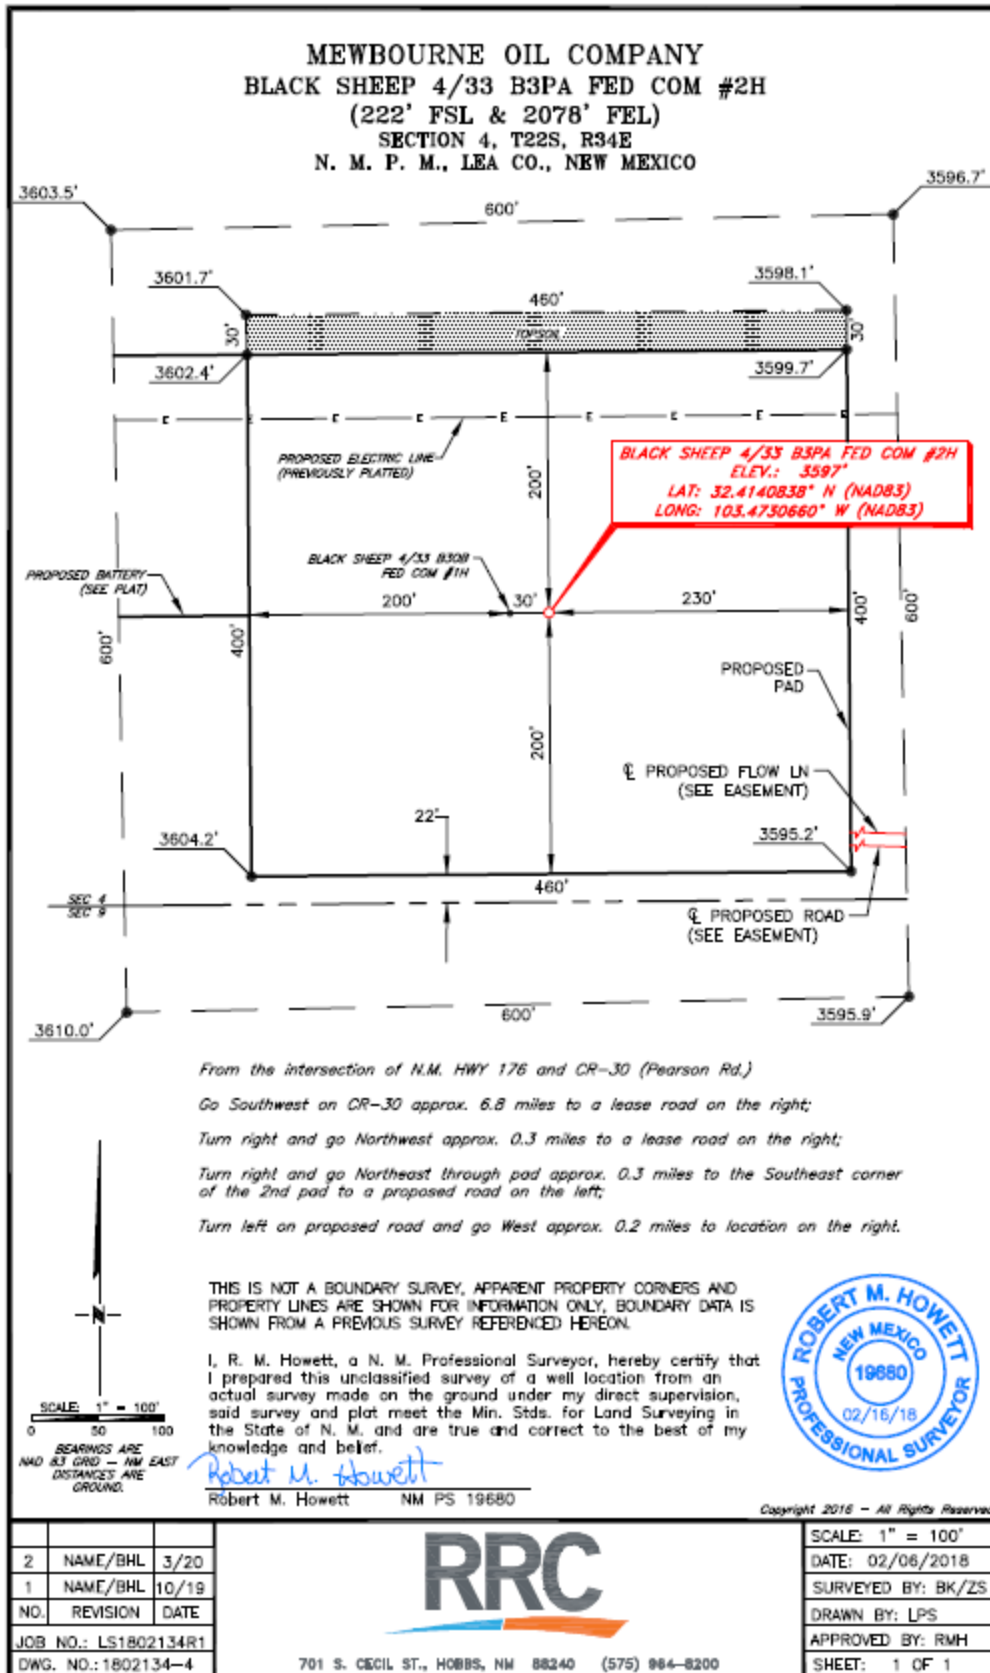 MEWBOURNE OIL COMPANY
BLACK SHEEP 4/33 B3PA FED COM #2H
(222' FSL & 2078' FEL)
SECTION 4, T22S, R34E
N. M. P. M., LEA CO., NEW MEXICO
3603.5'
3596.7'
600'
3601.7'
3598.1'
460'
30'
TOPSOIL
30'
3602.4'
3599.7'
E E E E E E E E E
PROPOSED ELECTRIC LINE
(PREVIOUSLY PLATTED)
200'
BLACK SHEEP 4/33 B3PA FED COM #2H
ELEV.: 3597'
LAT: 32.4140838° N (NAD83)
LONG: 103.4730660° W (NAD83)
BLACK SHEEP 4/33 B3OB
FED COM #1H
PROPOSED BATTERY
(SEE PLAT)
200'
30'
230'
600'
400'
400'
600'
PROPOSED
PAD
200'
℄ PROPOSED FLOW LN
(SEE EASEMENT)
22'
3604.2'
3595.2'
460'
SEC 4
SEC 9
℄ PROPOSED ROAD
(SEE EASEMENT)
600'
3610.0'
3595.9'
From the intersection of N.M. HWY 176 and CR-30 (Pearson Rd.)
Go Southwest on CR-30 approx. 6.8 miles to a lease road on the right;
Turn right and go Northwest approx. 0.3 miles to a lease road on the right;
Turn right and go Northeast through pad approx. 0.3 miles to the Southeast corner
of the 2nd pad to a proposed road on the left;
Turn left on proposed road and go West approx. 0.2 miles to location on the right.
THIS IS NOT A BOUNDARY SURVEY, APPARENT PROPERTY CORNERS AND
PROPERTY LINES ARE SHOWN FOR INFORMATION ONLY, BOUNDARY DATA IS
SHOWN FROM A PREVIOUS SURVEY REFERENCED HEREON.
I, R. M. Howett, a N. M. Professional Surveyor, hereby certify that
I prepared this unclassified survey of a well location from an
actual survey made on the ground under my direct supervision,
said survey and plat meet the Min. Stds. for Land Surveying in
the State of N. M. and are true and correct to the best of my
knowledge and belief.
Robert M. Howett
Robert M. Howett NM PS 19680
N
SCALE: 1" = 100'
0 50 100
BEARINGS ARE
NAD 83 GRID – NM EAST
DISTANCES ARE
GROUND.
ROBERT M. HOWETT
NEW MEXICO
19680
02/16/18
PROFESSIONAL SURVEYOR
Copyright 2016 – All Rights Reserved
2 NAME/BHL 3/20
1 NAME/BHL 10/19
NO. REVISION DATE
JOB NO.: LS1802134R1
DWG. NO.: 1802134-4
RRC
701 S. CECIL ST., HOBBS, NM 88240 (575) 964-8200
SCALE: 1" = 100'
DATE: 02/06/2018
SURVEYED BY: BK/ZS
DRAWN BY: LPS
APPROVED BY: RMH
SHEET: 1 OF 1